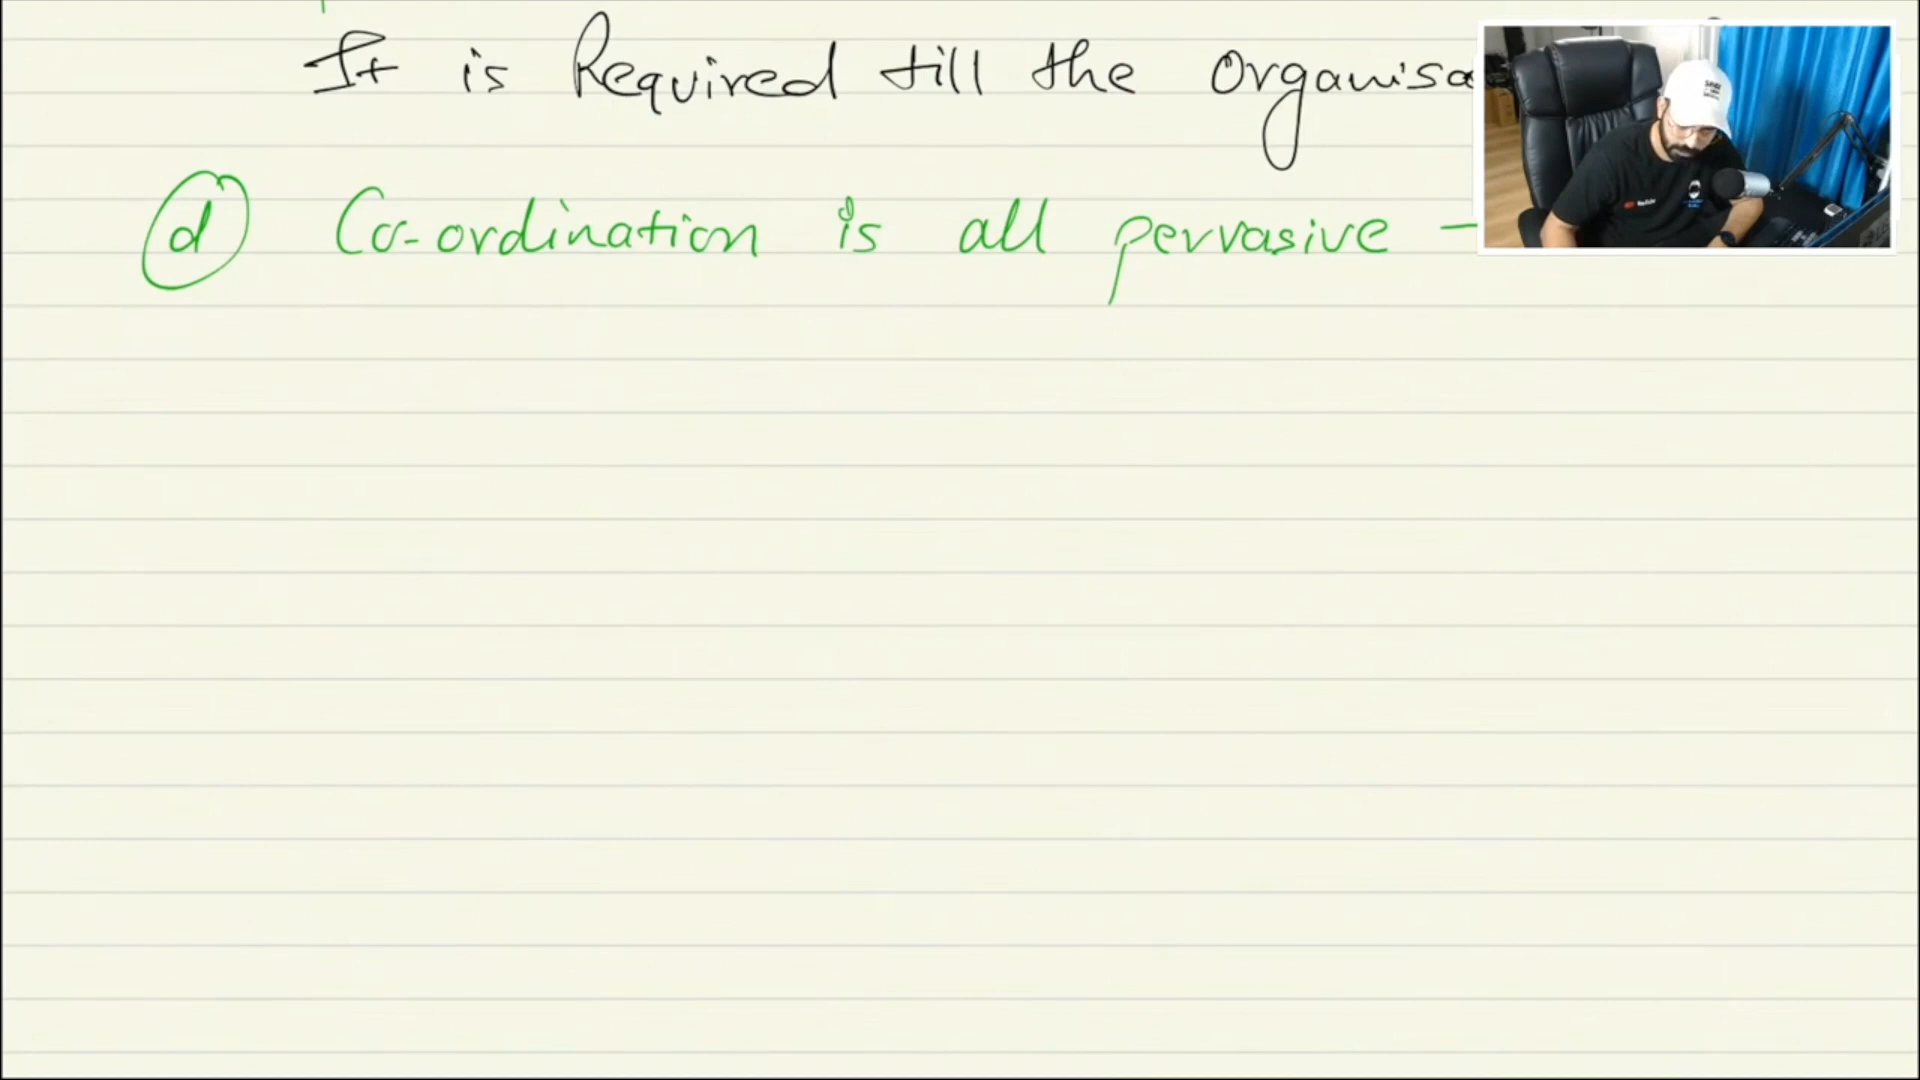 It is Required till the Organisa
(d) Co-ordination is all pervasive -